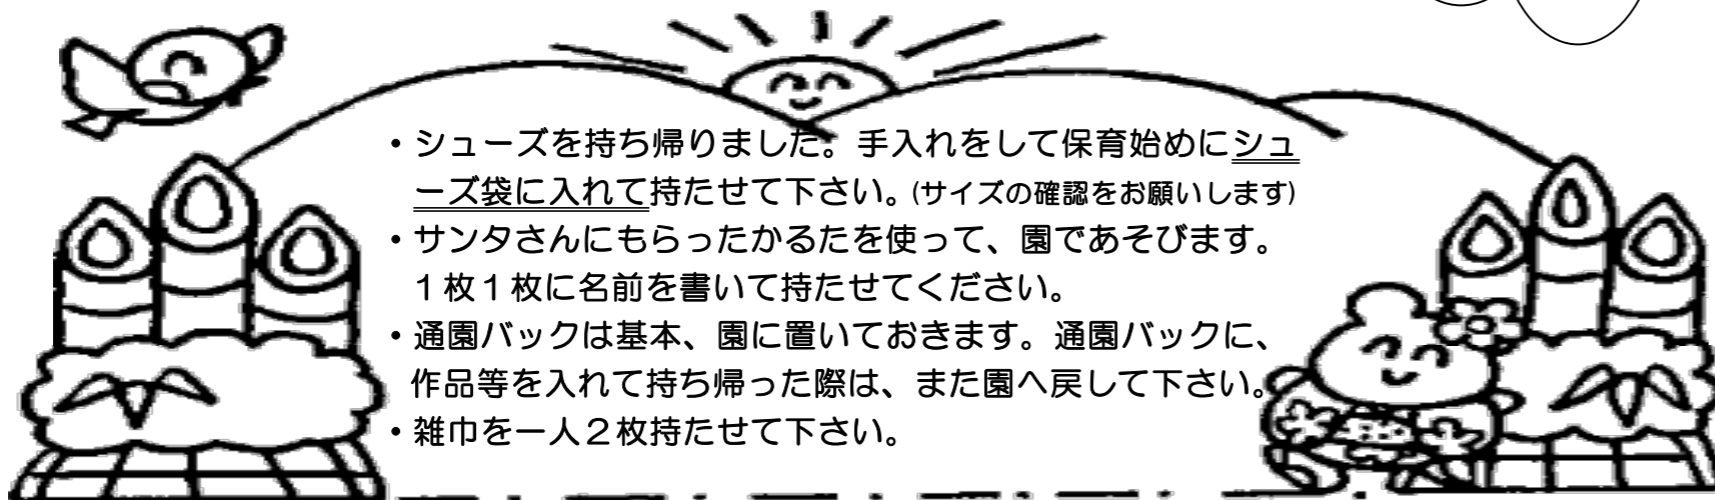 ・シューズを持ち帰りました。手入れをして保育始めにシュ
ーズ袋に入れて持たせて下さい。(サイズの確認をお願いします)
・サンタさんにもらったかるたを使って、園であそびます。
１枚１枚に名前を書いて持たせてください。
・通園バックは基本、園に置いておきます。通園バックに、
作品等を入れて持ち帰った際は、また園へ戻して下さい。
・雑巾を一人２枚持たせて下さい。